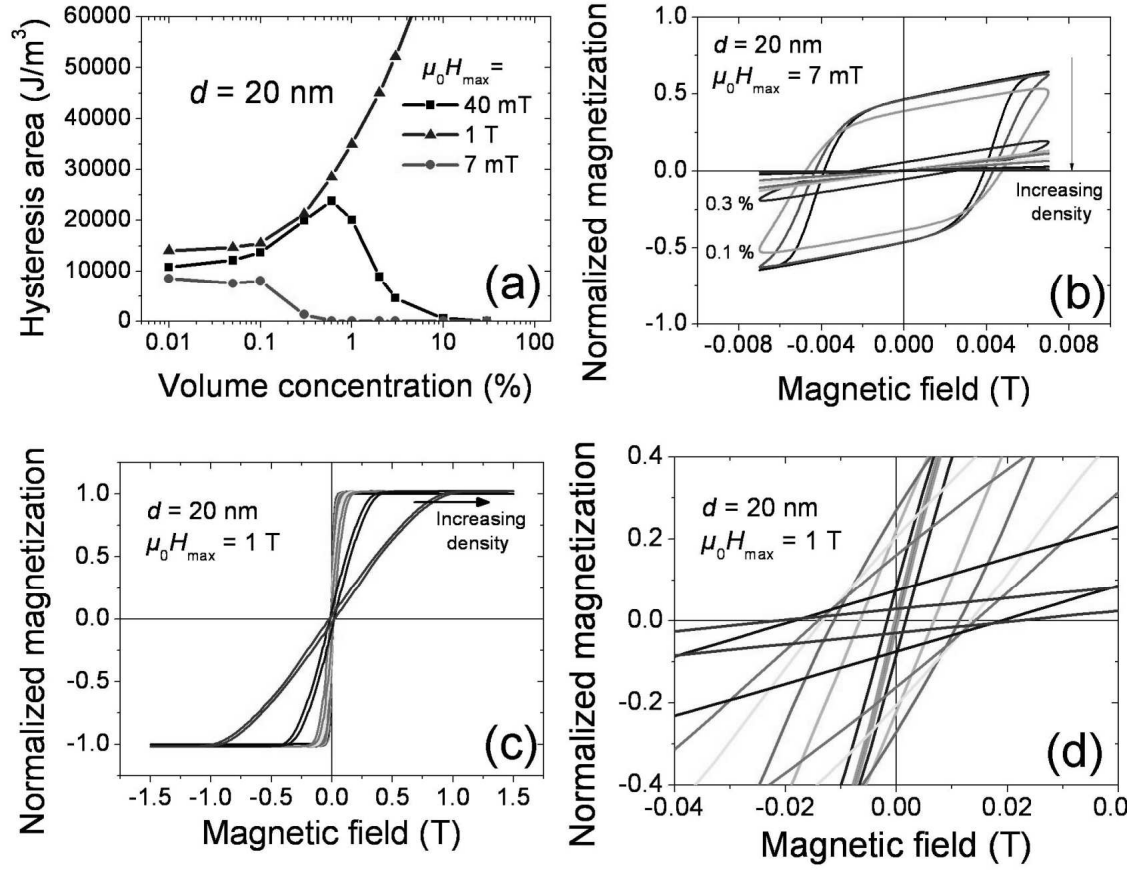 60000
50000
40000
30000
20000
10000
0
Hysteresis area (J/m³)
d = 20 nm
μ₀Hₘₐₓ=
40 mT
1 T
7 mT
(a)
0.01 0.1 1 10 100
Volume concentration (%)
1.0
0.5
0.0
-0.5
-1.0
Normalized magnetization
d = 20 nm
μ₀Hₘₐₓ = 7 mT
0.3 %
0.1 %
Increasing
density
(b)
-0.008 -0.004 0.000 0.004 0.008
Magnetic field (T)
1.0
0.5
0.0
-0.5
-1.0
Normalized magnetization
d = 20 nm
μ₀Hₘₐₓ = 1 T
Increasing
density
(c)
-1.5 -1.0 -0.5 0.0 0.5 1.0 1.5
Magnetic field (T)
0.4
0.2
0.0
-0.2
-0.4
Normalized magnetization
d = 20 nm
μ₀Hₘₐₓ = 1 T
(d)
-0.04 -0.02 0.00 0.02 0.0
Magnetic field (T)